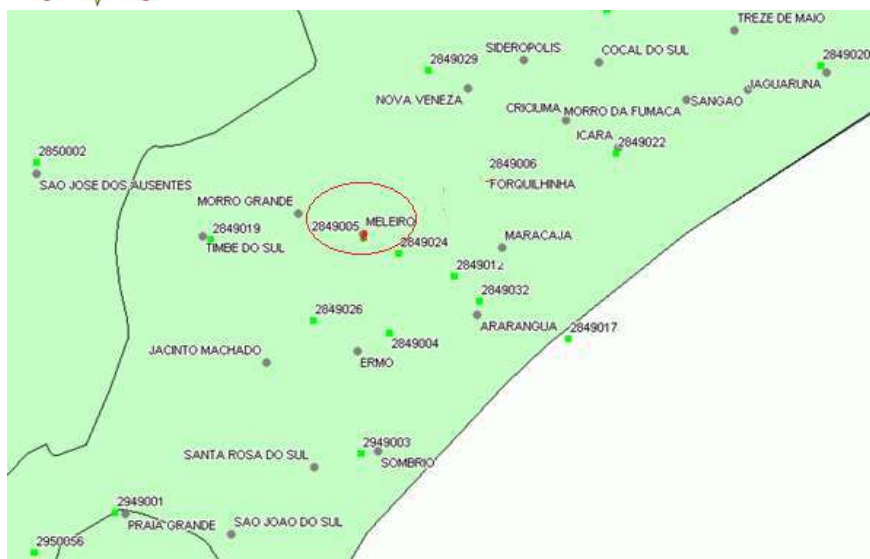 TREZE DE MAIO
SIDEROPOLIS
COCAL DO SUL
2849029
2849020
NOVA VENEZA
JAGUARUNA
SANGAO
CRICIUMA
MORRO DA FUMACA
ICARA
2849022
2850002
2849006
SAO JOSE DOS AUSENTES
FORQUILHINHA
MORRO GRANDE
2849005
MELEIRO
2849019
TIMBE DO SUL
2849024
MARACAJA
2849012
2849032
2849026
ARARANGUA
2849017
2849004
JACINTO MACHADO
ERMO
2949003
SANTA ROSA DO SUL
SOMBRIO
2949001
PRAIA GRANDE
SAO JOAO DO SUL
2950056